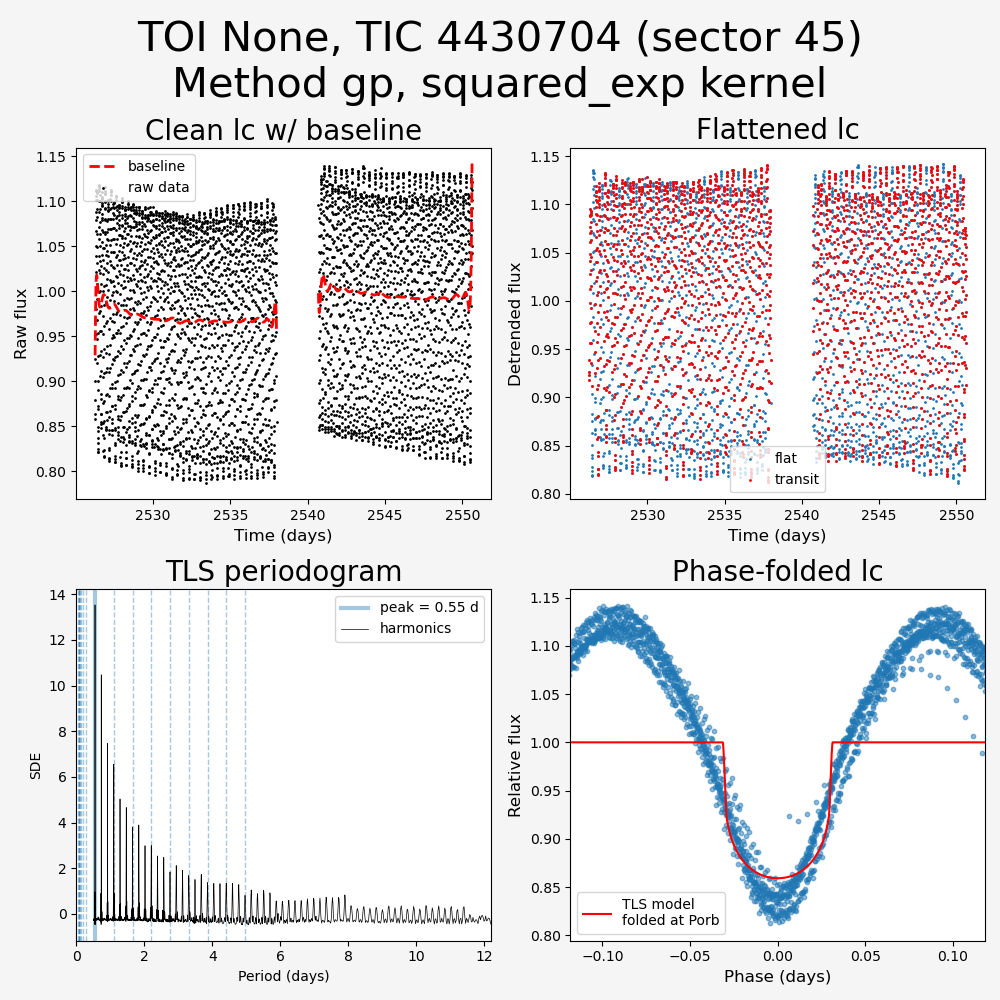 TOI None, TIC 4430704 (sector 45)
Method gp, squared_exp kernel
Clean lc w/ baseline
1.15
1.10
1.05
1.00
0.95
0.90
0.85
0.80
Raw flux
baseline
raw data
2530
2535
2540
2545
2550
Time (days)
Flattened lc
1.15
1.10
1.05
1.00
0.95
0.90
0.85
0.80
Detrended flux
flat
transit
2530
2535
2540
2545
2550
Time (days)
TLS periodogram
14
12
10
8
6
4
2
0
SDE
peak = 0.55 d
harmonics
0
2
4
6
8
10
12
Period (days)
Phase-folded lc
1.15
1.10
1.05
1.00
0.95
0.90
0.85
0.80
Relative flux
TLS model
folded at Porb
−0.10
−0.05
0.00
0.05
0.10
Phase (days)